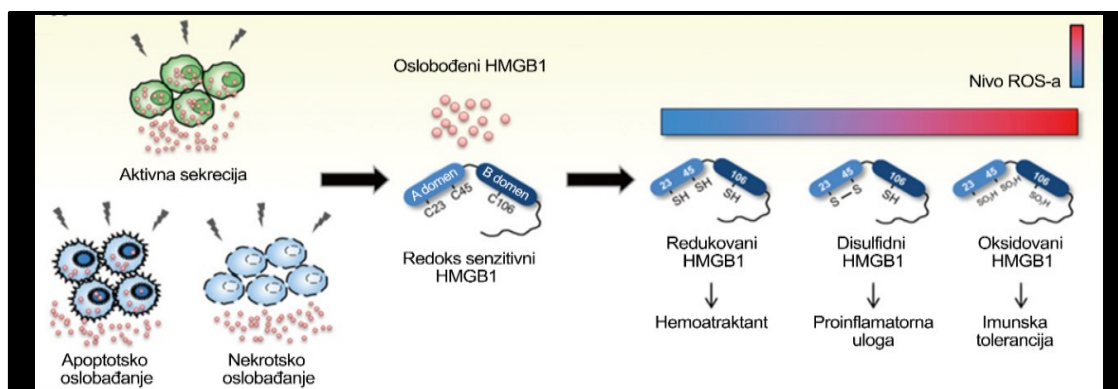 Aktivna sekrecija
Apoptotsko
oslobađanje
Nekrotsko
oslobađanje
Oslobođeni HMGB1
A domen
B domen
C23
C45
C106
Redoks senzitivni
HMGB1
Nivo ROS-a
23 45
106
SH
SH
SH
Redukovani
HMGB1
Hemoatraktant
23 45
106
S—S
SH
Disulfidni
HMGB1
Proinflamatorna
uloga
23 45
106
SO₃H
SO₃H
SO₃H
Oksidovani
HMGB1
Imunska
tolerancija